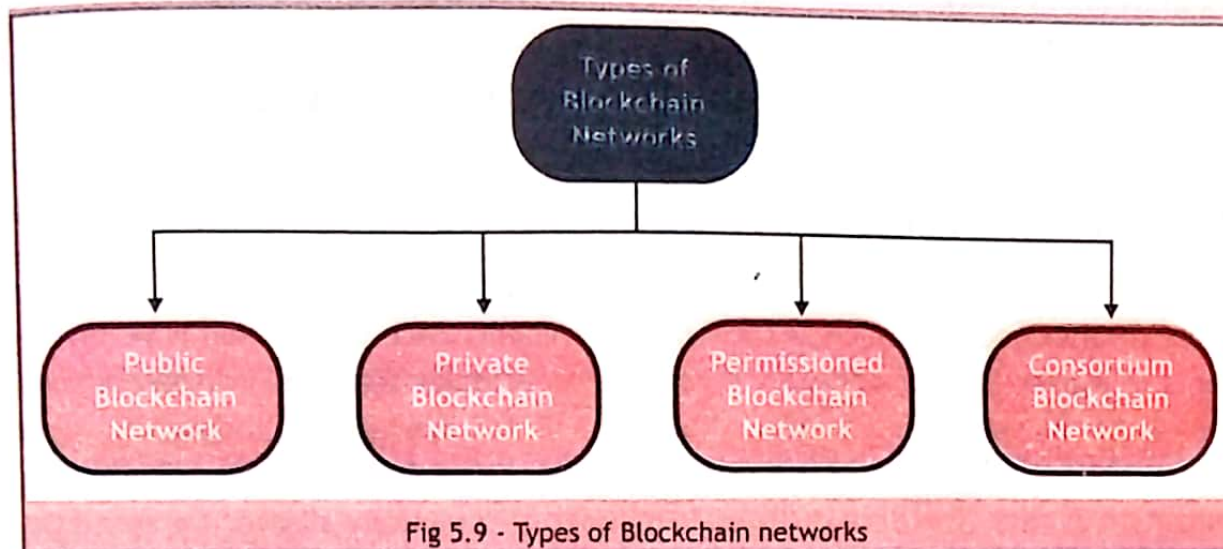 Types of
Blockchain
Networks
Public
Blockchain
Network
Private
Blockchain
Network
Permissioned
Blockchain
Network
Consortium
Blockchain
Network
Fig 5.9 - Types of Blockchain networks